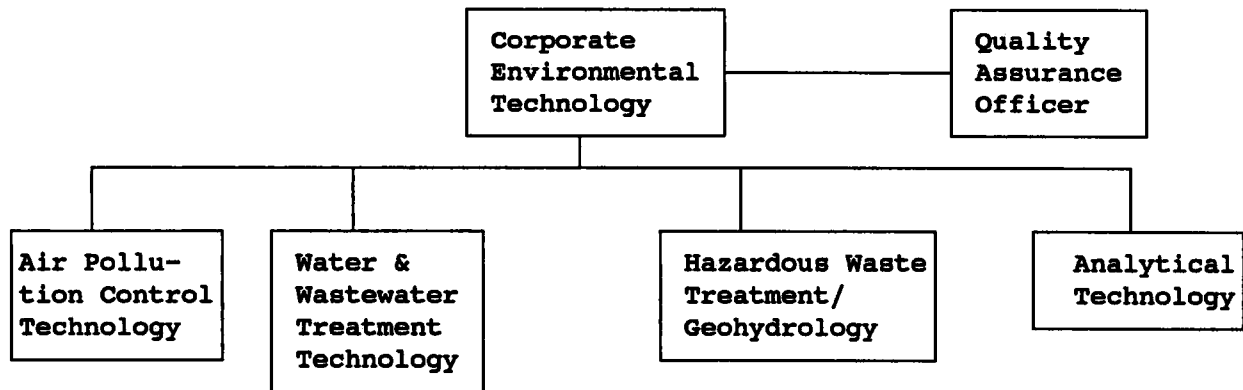 Corporate
Environmental
Technology
Quality
Assurance
Officer
Air Pollu-
tion Control
Technology
Water &
Wastewater
Treatment
Technology
Hazardous Waste
Treatment/
Geohydrology
Analytical
Technology